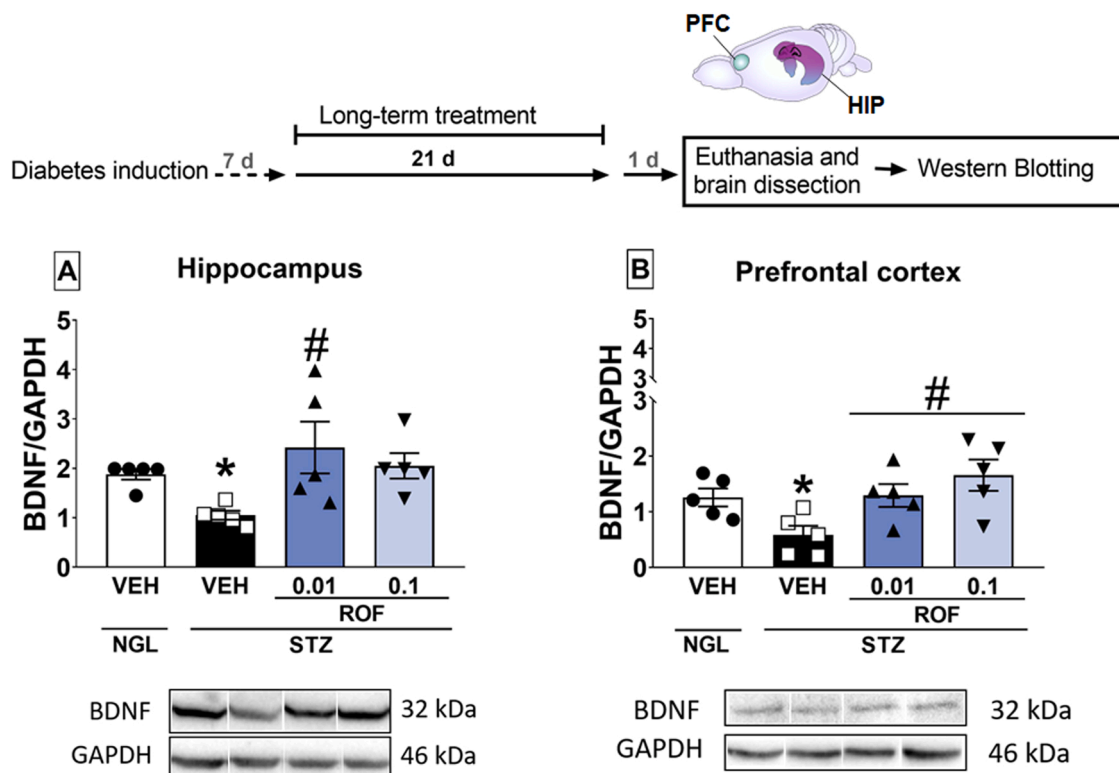 PFC
HIP
Long-term treatment
Diabetes induction 7 d 21 d 1 d Euthanasia and brain dissection Western Blotting
A Hippocampus
BDNF/GAPDH
5
4
3
2
1
0
#
*
VEH VEH 0.01 0.1
ROF
NGL STZ
BDNF 32 kDa
GAPDH 46 kDa
B Prefrontal cortex
BDNF/GAPDH
5
4
3
3
2
1
0
#
*
VEH VEH 0.01 0.1
ROF
NGL STZ
BDNF 32 kDa
GAPDH 46 kDa